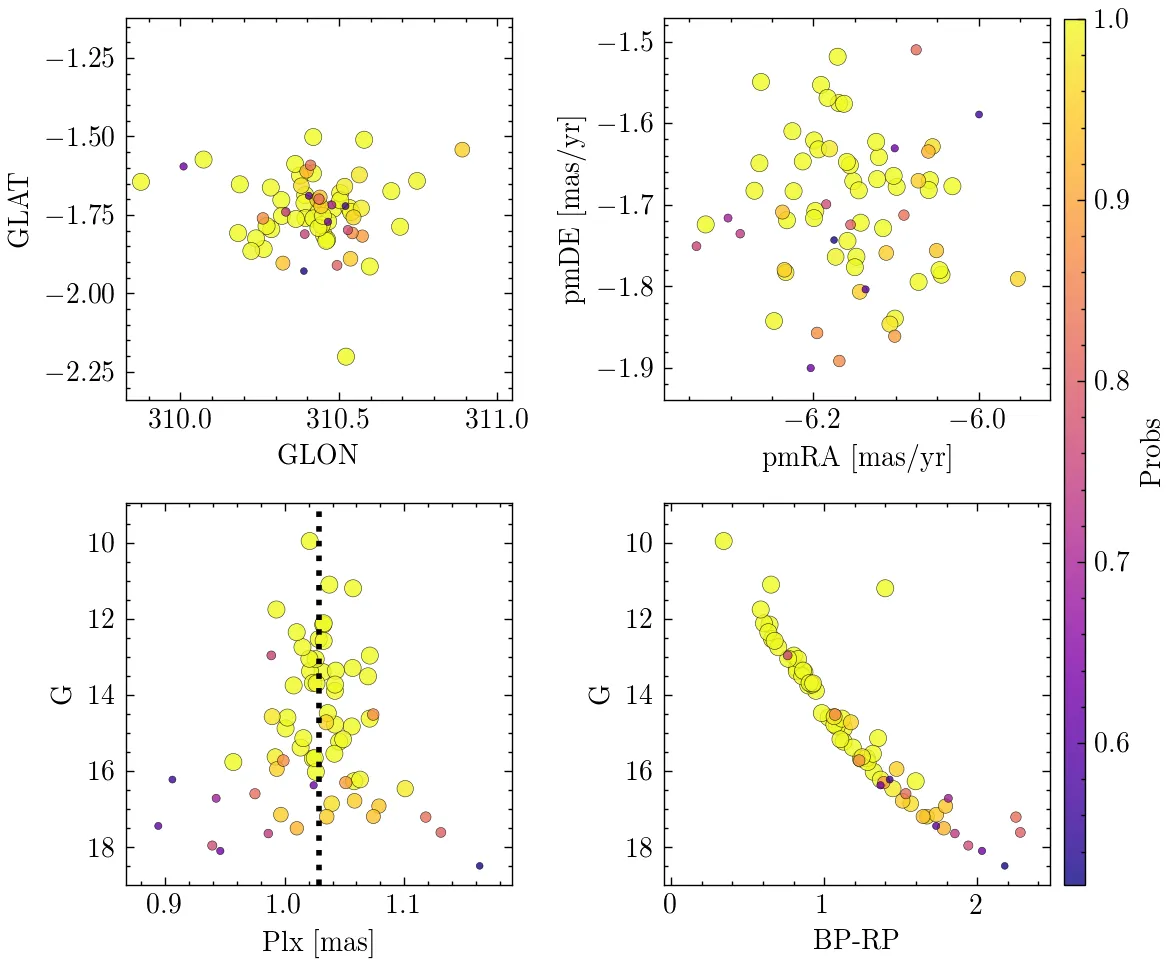 −1.25
−1.50
−1.75
−2.00
−2.25
GLAT
310.0 310.5 311.0
GLON
−1.5
−1.6
−1.7
−1.8
−1.9
pmDE [mas/yr]
−6.2 −6.0
pmRA [mas/yr]
1.0
0.9
0.8
0.7
0.6
Probs
10
12
14
16
18
G
0.9 1.0 1.1
Plx [mas]
10
12
14
16
18
G
0 1 2
BP-RP